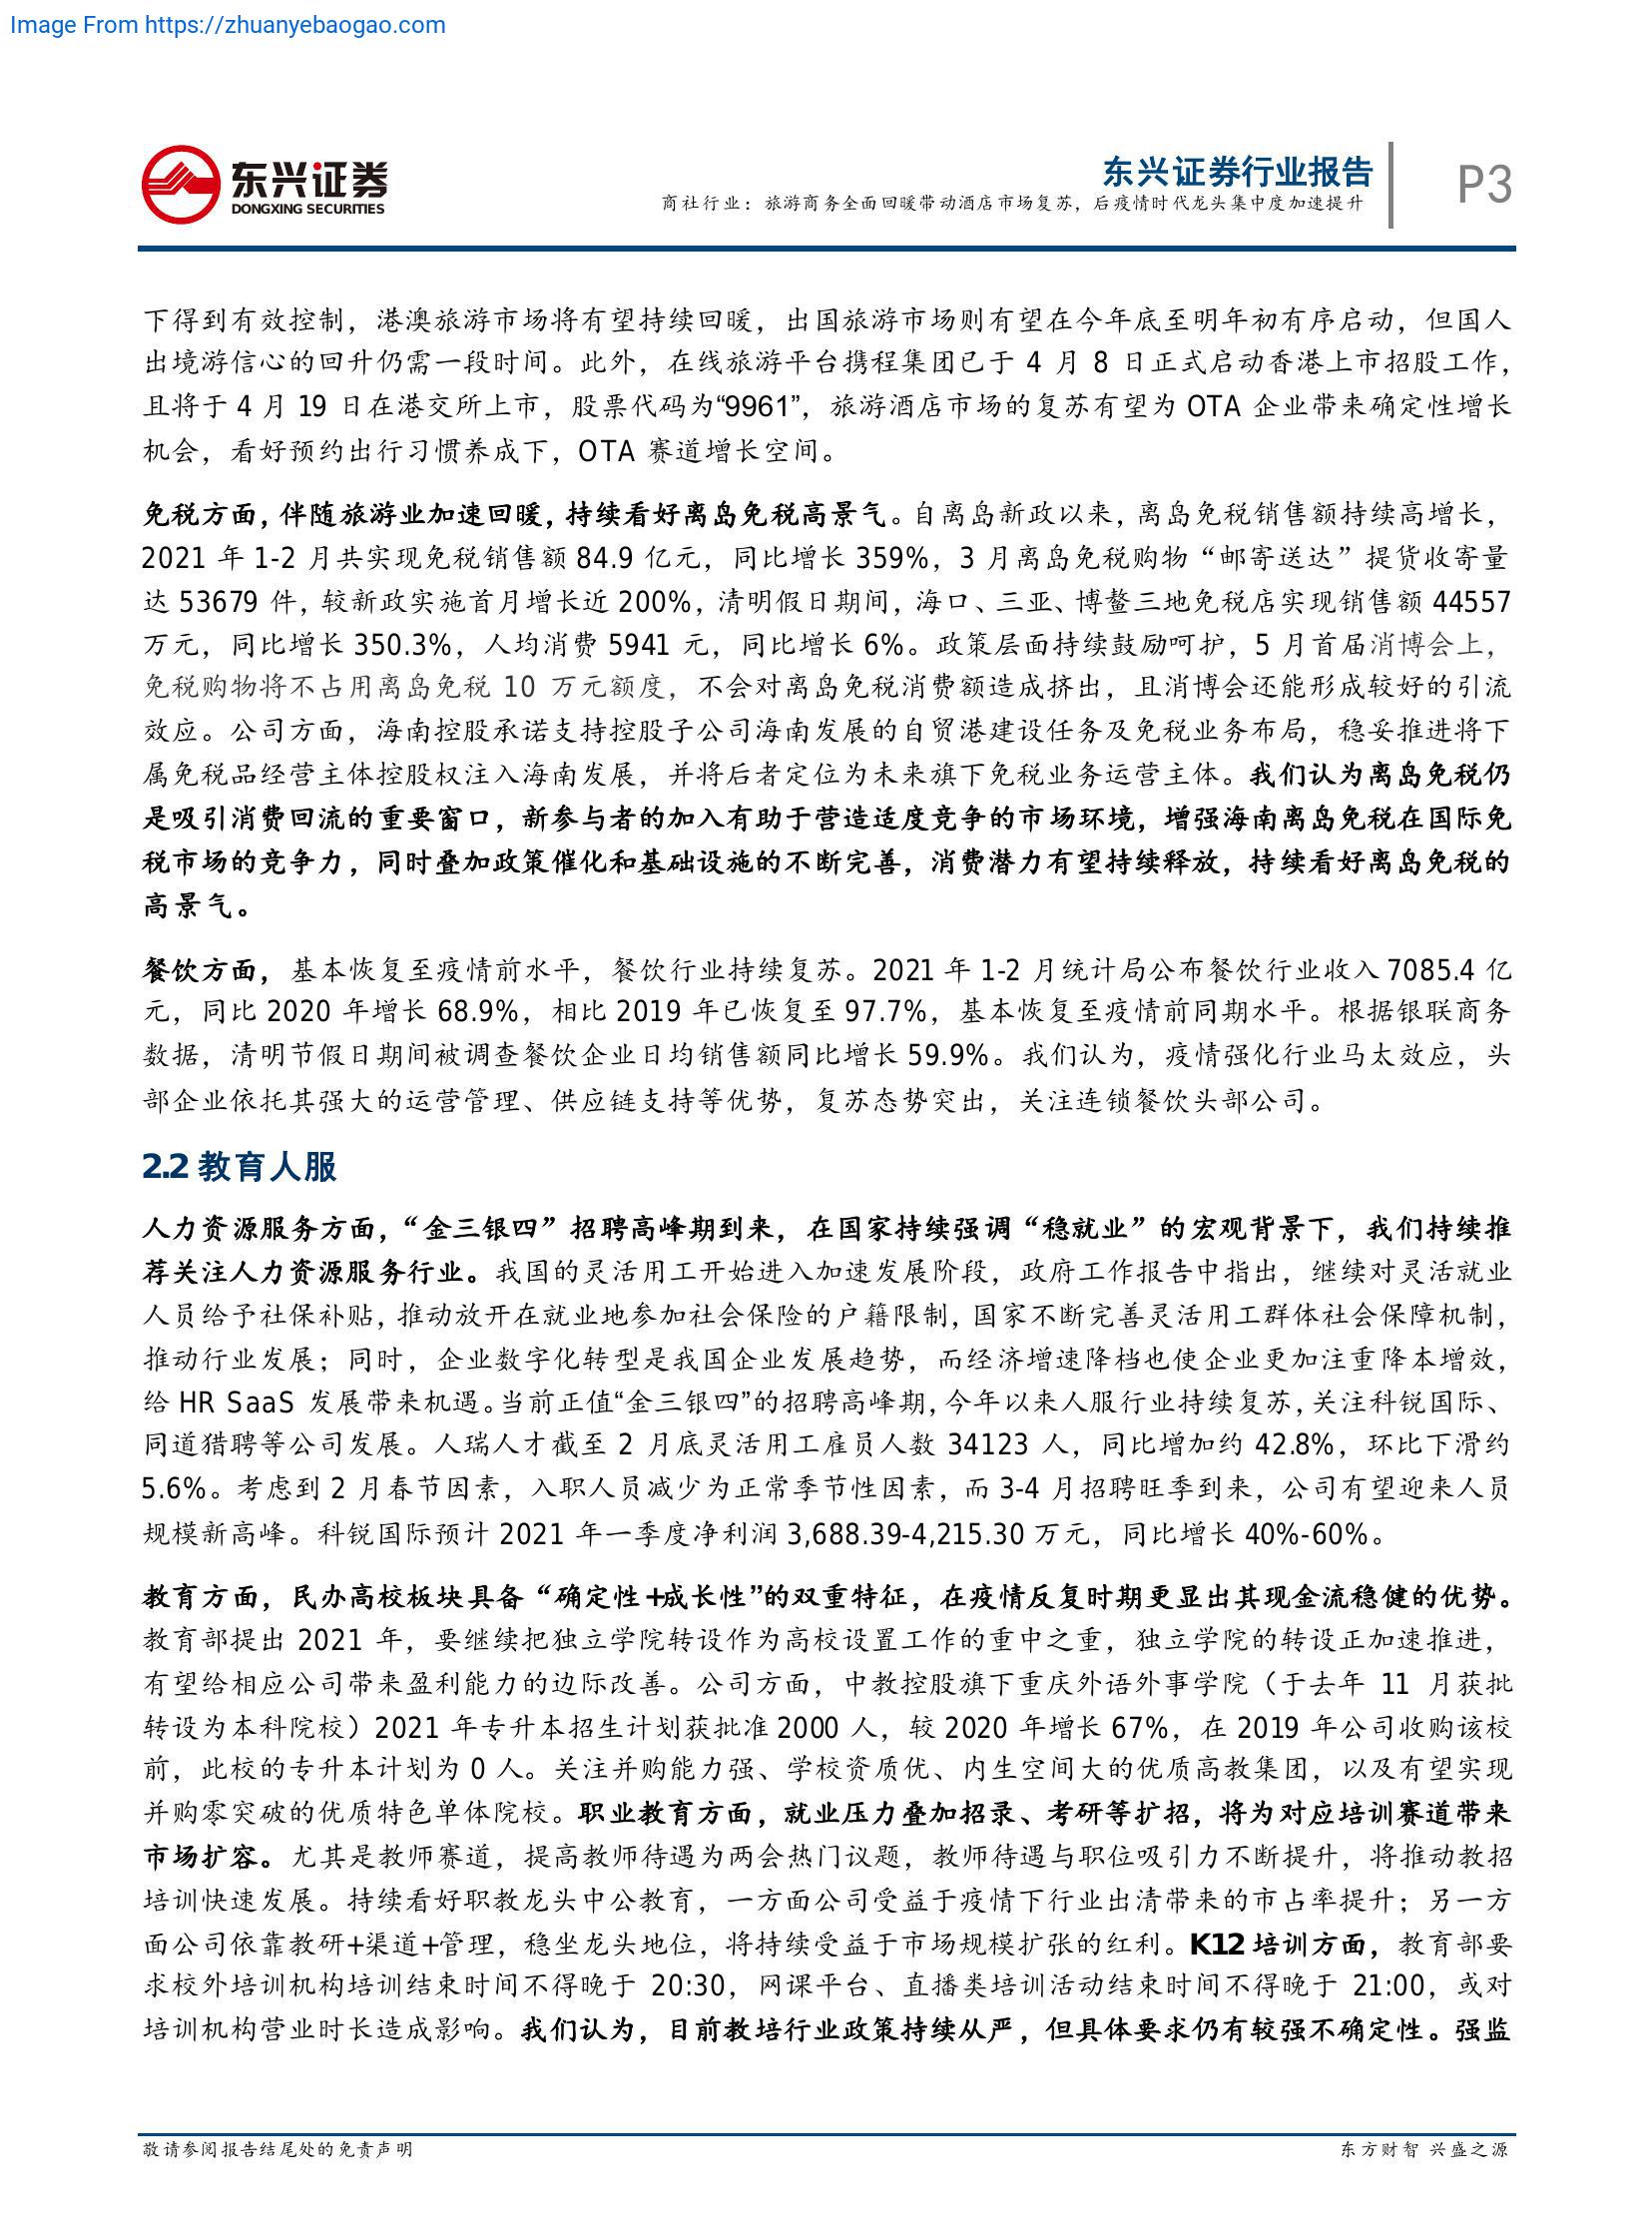 Image From https://zhuanyebaogao.com
东兴证券
DONGXING SECURITIES
东兴证券行业报告
商社行业：旅游商务全面回暖带动酒店市场复苏，后疫情时代龙头集中度加速提升
P3
下得到有效控制，港澳旅游市场将有望持续回暖，出国旅游市场则有望在今年底至明年初有序启动，但国人
出境游信心的回升仍需一段时间。此外，在线旅游平台携程集团已于 4 月 8 日正式启动香港上市招股工作，
且将于 4 月 19 日在港交所上市，股票代码为“9961”，旅游酒店市场的复苏有望为 OTA 企业带来确定性增长
机会，看好预约出行习惯养成下，OTA 赛道增长空间。
免税方面，伴随旅游业加速回暖，持续看好离岛免税高景气。自离岛新政以来，离岛免税销售额持续高增长，
2021 年 1-2 月共实现免税销售额 84.9 亿元，同比增长 359%，3 月离岛免税购物“邮寄送达”提货收寄量
达 53679 件，较新政实施首月增长近 200%，清明假日期间，海口、三亚、博鳌三地免税店实现销售额 44557
万元，同比增长 350.3%，人均消费 5941 元，同比增长 6%。政策层面持续鼓励呵护，5 月首届消博会上，
免税购物将不占用离岛免税 10 万元额度，不会对离岛免税消费额造成挤出，且消博会还能形成较好的引流
效应。公司方面，海南控股承诺支持控股子公司海南发展的自贸港建设任务及免税业务布局，稳妥推进将下
属免税品经营主体控股权注入海南发展，并将后者定位为未来旗下免税业务运营主体。我们认为离岛免税仍
是吸引消费回流的重要窗口，新参与者的加入有助于营造适度竞争的市场环境，增强海南离岛免税在国际免
税市场的竞争力，同时叠加政策催化和基础设施的不断完善，消费潜力有望持续释放，持续看好离岛免税的
高景气。
餐饮方面，基本恢复至疫情前水平，餐饮行业持续复苏。2021 年 1-2 月统计局公布餐饮行业收入 7085.4 亿
元，同比 2020 年增长 68.9%，相比 2019 年已恢复至 97.7%，基本恢复至疫情前同期水平。根据银联商务
数据，清明节假日期间被调查餐饮企业日均销售额同比增长 59.9%。我们认为，疫情强化行业马太效应，头
部企业依托其强大的运营管理、供应链支持等优势，复苏态势突出，关注连锁餐饮头部公司。
2.2 教育人服
人力资源服务方面，“金三银四”招聘高峰期到来，在国家持续强调“稳就业”的宏观背景下，我们持续推
荐关注人力资源服务行业。我国的灵活用工开始进入加速发展阶段，政府工作报告中指出，继续对灵活就业
人员给予社保补贴，推动放开在就业地参加社会保险的户籍限制，国家不断完善灵活用工群体社会保障机制，
推动行业发展；同时，企业数字化转型是我国企业发展趋势，而经济增速降档也使企业更加注重降本增效，
给 HR SaaS 发展带来机遇。当前正值“金三银四”的招聘高峰期，今年以来人服行业持续复苏，关注科锐国际、
同道猎聘等公司发展。人瑞人才截至 2 月底灵活用工雇员人数 34123 人，同比增加约 42.8%，环比下滑约
5.6%。考虑到 2 月春节因素，入职人员减少为正常季节性因素，而 3-4 月招聘旺季到来，公司有望迎来人员
规模新高峰。科锐国际预计 2021 年一季度净利润 3,688.39-4,215.30 万元，同比增长 40%-60%。
教育方面，民办高校板块具备“确定性+成长性”的双重特征，在疫情反复时期更显出其现金流稳健的优势。
教育部提出 2021 年，要继续把独立学院转设作为高校设置工作的重中之重，独立学院的转设正加速推进，
有望给相应公司带来盈利能力的边际改善。公司方面，中教控股旗下重庆外语外事学院（于去年 11 月获批
转设为本科院校）2021 年专升本招生计划获批准 2000 人，较 2020 年增长 67%，在 2019 年公司收购该校
前，此校的专升本计划为 0 人。关注并购能力强、学校资质优、内生空间大的优质高教集团，以及有望实现
并购零突破的优质特色单体院校。职业教育方面，就业压力叠加招录、考研等扩招，将为对应培训赛道带来
市场扩容。尤其是教师赛道，提高教师待遇为两会热门议题，教师待遇与职位吸引力不断提升，将推动教招
培训快速发展。持续看好职教龙头中公教育，一方面公司受益于疫情下行业出清带来的市占率提升；另一方
面公司依靠教研+渠道+管理，稳坐龙头地位，将持续受益于市场规模扩张的红利。K12 培训方面，教育部要
求校外培训机构培训结束时间不得晚于 20:30，网课平台、直播类培训活动结束时间不得晚于 21:00，或对
培训机构营业时长造成影响。我们认为，目前教培行业政策持续从严，但具体要求仍有较强不确定性。强监
敬请参阅报告结尾处的免责声明
东方财智 兴盛之源